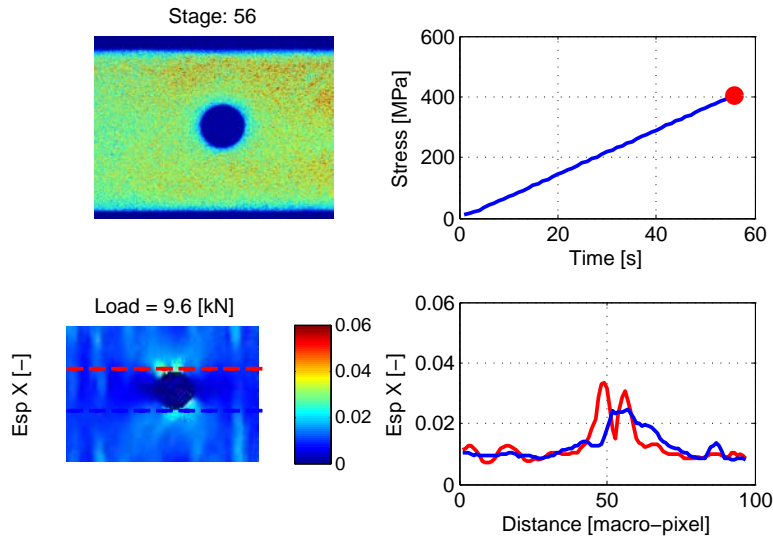 Stage: 56
600
400
200
0
Stress [MPa]
0 20 40 60
Time [s]
Load = 9.6 [kN]
Esp X [−]
0.06
0.04
0.02
0
Esp X [−]
0.06
0.04
0.02
0
0 50 100
Distance [macro−pixel]